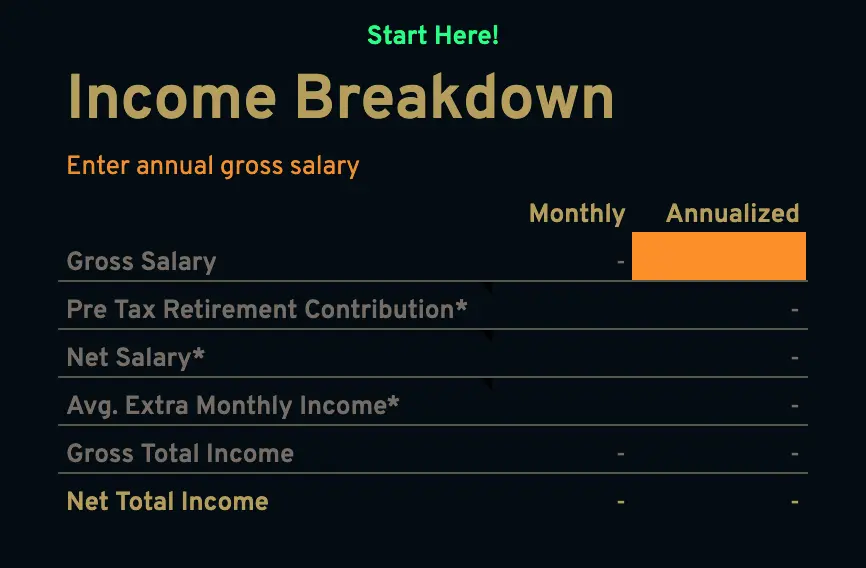 Start Here!
Income Breakdown
Enter annual gross salary
Monthly Annualized
Gross Salary -
Pre Tax Retirement Contribution* -
Net Salary* -
Avg. Extra Monthly Income* -
Gross Total Income - -
Net Total Income - -